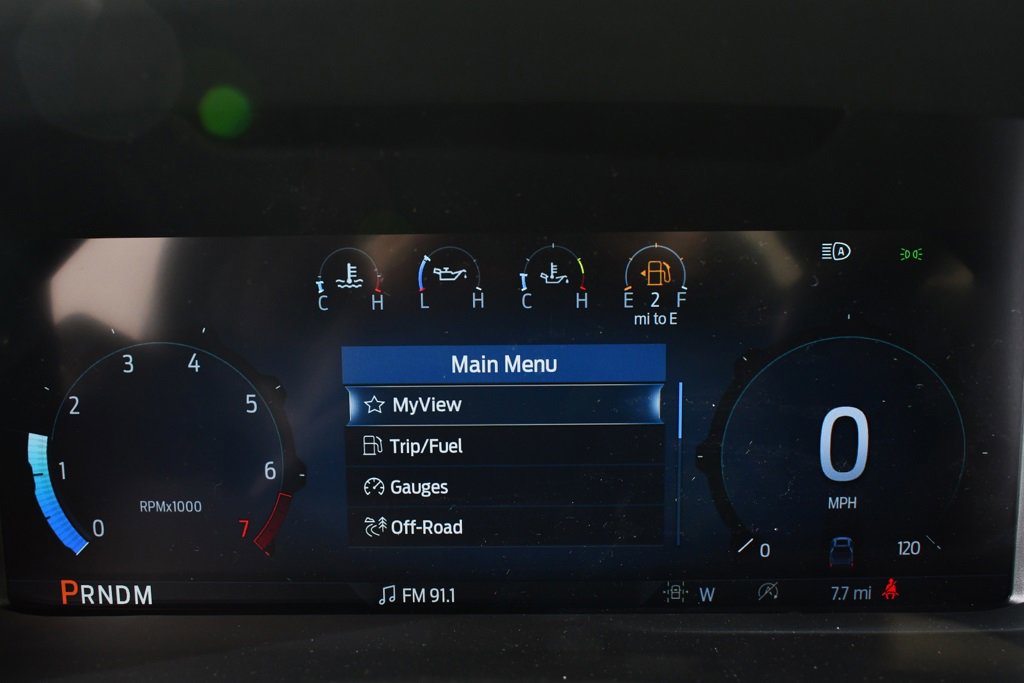 C H
L H
C H
E 2 F
mi to E
A
Main Menu
MyView
Trip/Fuel
Gauges
Off-Road
0
1
2
3
4
5
6
7
RPMx1000
0
MPH
0
120
PRNDM
FM 91.1
W
A
7.7 mi